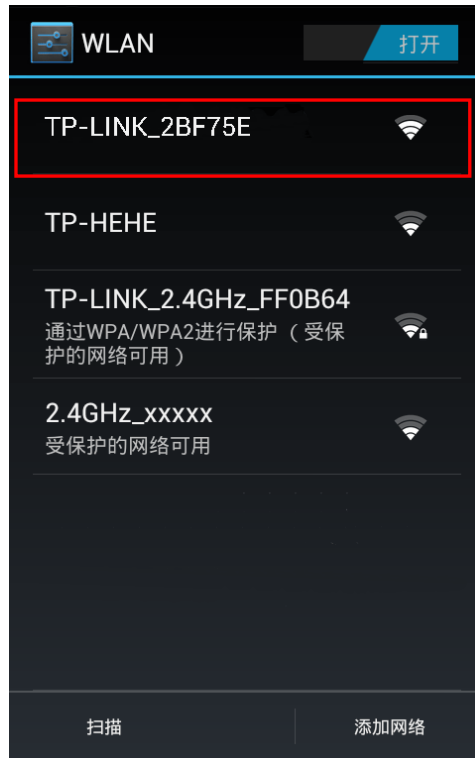 WLAN
打开
TP-LINK_2BF75E
TP-HEHE
TP-LINK_2.4GHz_FF0B64
通过WPA/WPA2进行保护 （受保
护的网络可用）
2.4GHz_xxxxx
受保护的网络可用
扫描
添加网络